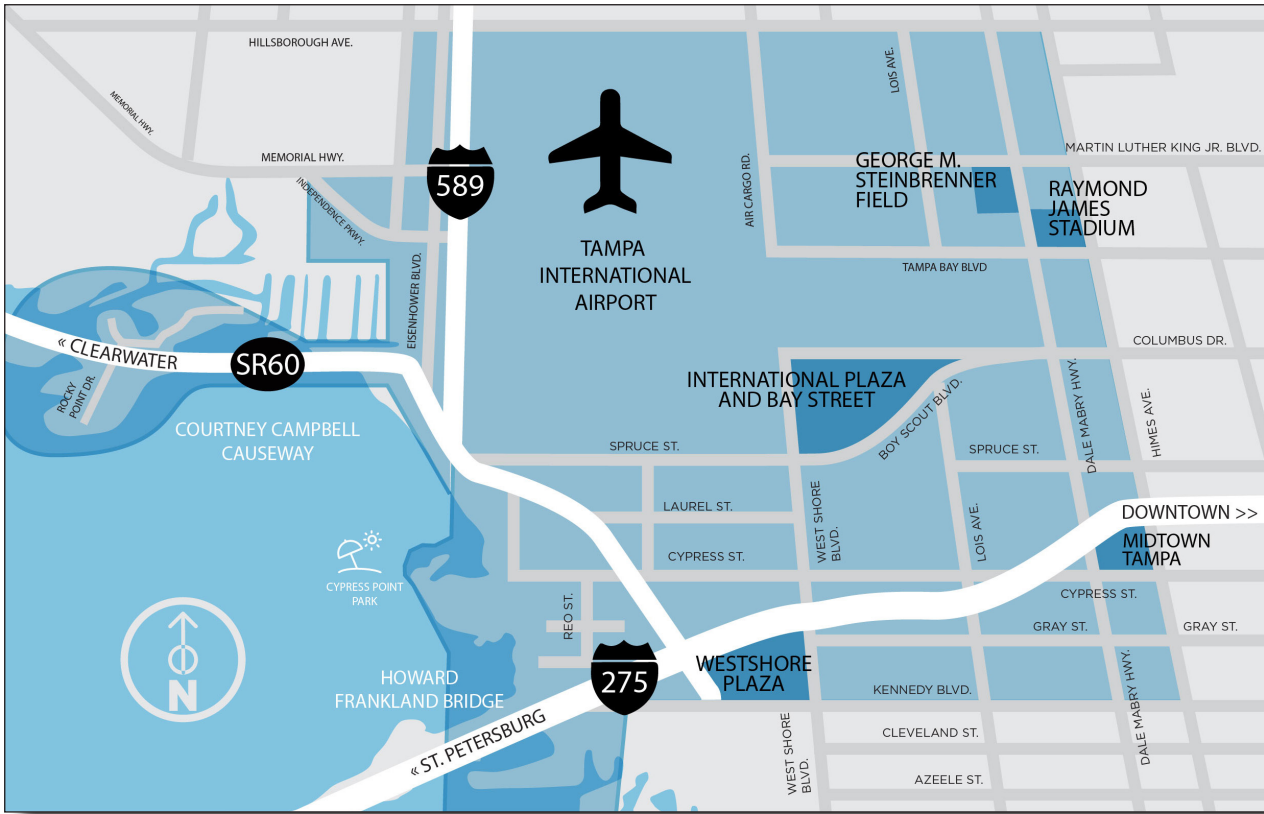 HILLSBOROUGH AVE.
MEMORIAL HWY.
LOIS AVE.
MEMORIAL HWY.
589
INDEPENDENCE PKWY.
AIR CARGO RD.
MARTIN LUTHER KING JR. BLVD.
GEORGE M.
STEINBRENNER
FIELD
RAYMOND
JAMES
STADIUM
TAMPA
INTERNATIONAL
AIRPORT
TAMPA BAY BLVD
EISENHOWER BLVD.
« CLEARWATER
SR60
ROCKY
POINT DR.
COLUMBUS DR.
INTERNATIONAL PLAZA
AND BAY STREET
BOY SCOUT BLVD.
DALE MABRY HWY.
HIMES AVE.
COURTNEY CAMPBELL
CAUSEWAY
SPRUCE ST.
SPRUCE ST.
LAUREL ST.
WEST SHORE
BLVD.
LOIS AVE.
DOWNTOWN >>
MIDTOWN
TAMPA
CYPRESS ST.
CYPRESS POINT
PARK
CYPRESS ST.
REO ST.
GRAY ST.
GRAY ST.
N
HOWARD
FRANKLAND BRIDGE
275
WESTSHORE
PLAZA
KENNEDY BLVD.
DALE MABRY HWY.
« ST. PETERSBURG
WEST SHORE
BLVD.
CLEVELAND ST.
AZEELE ST.